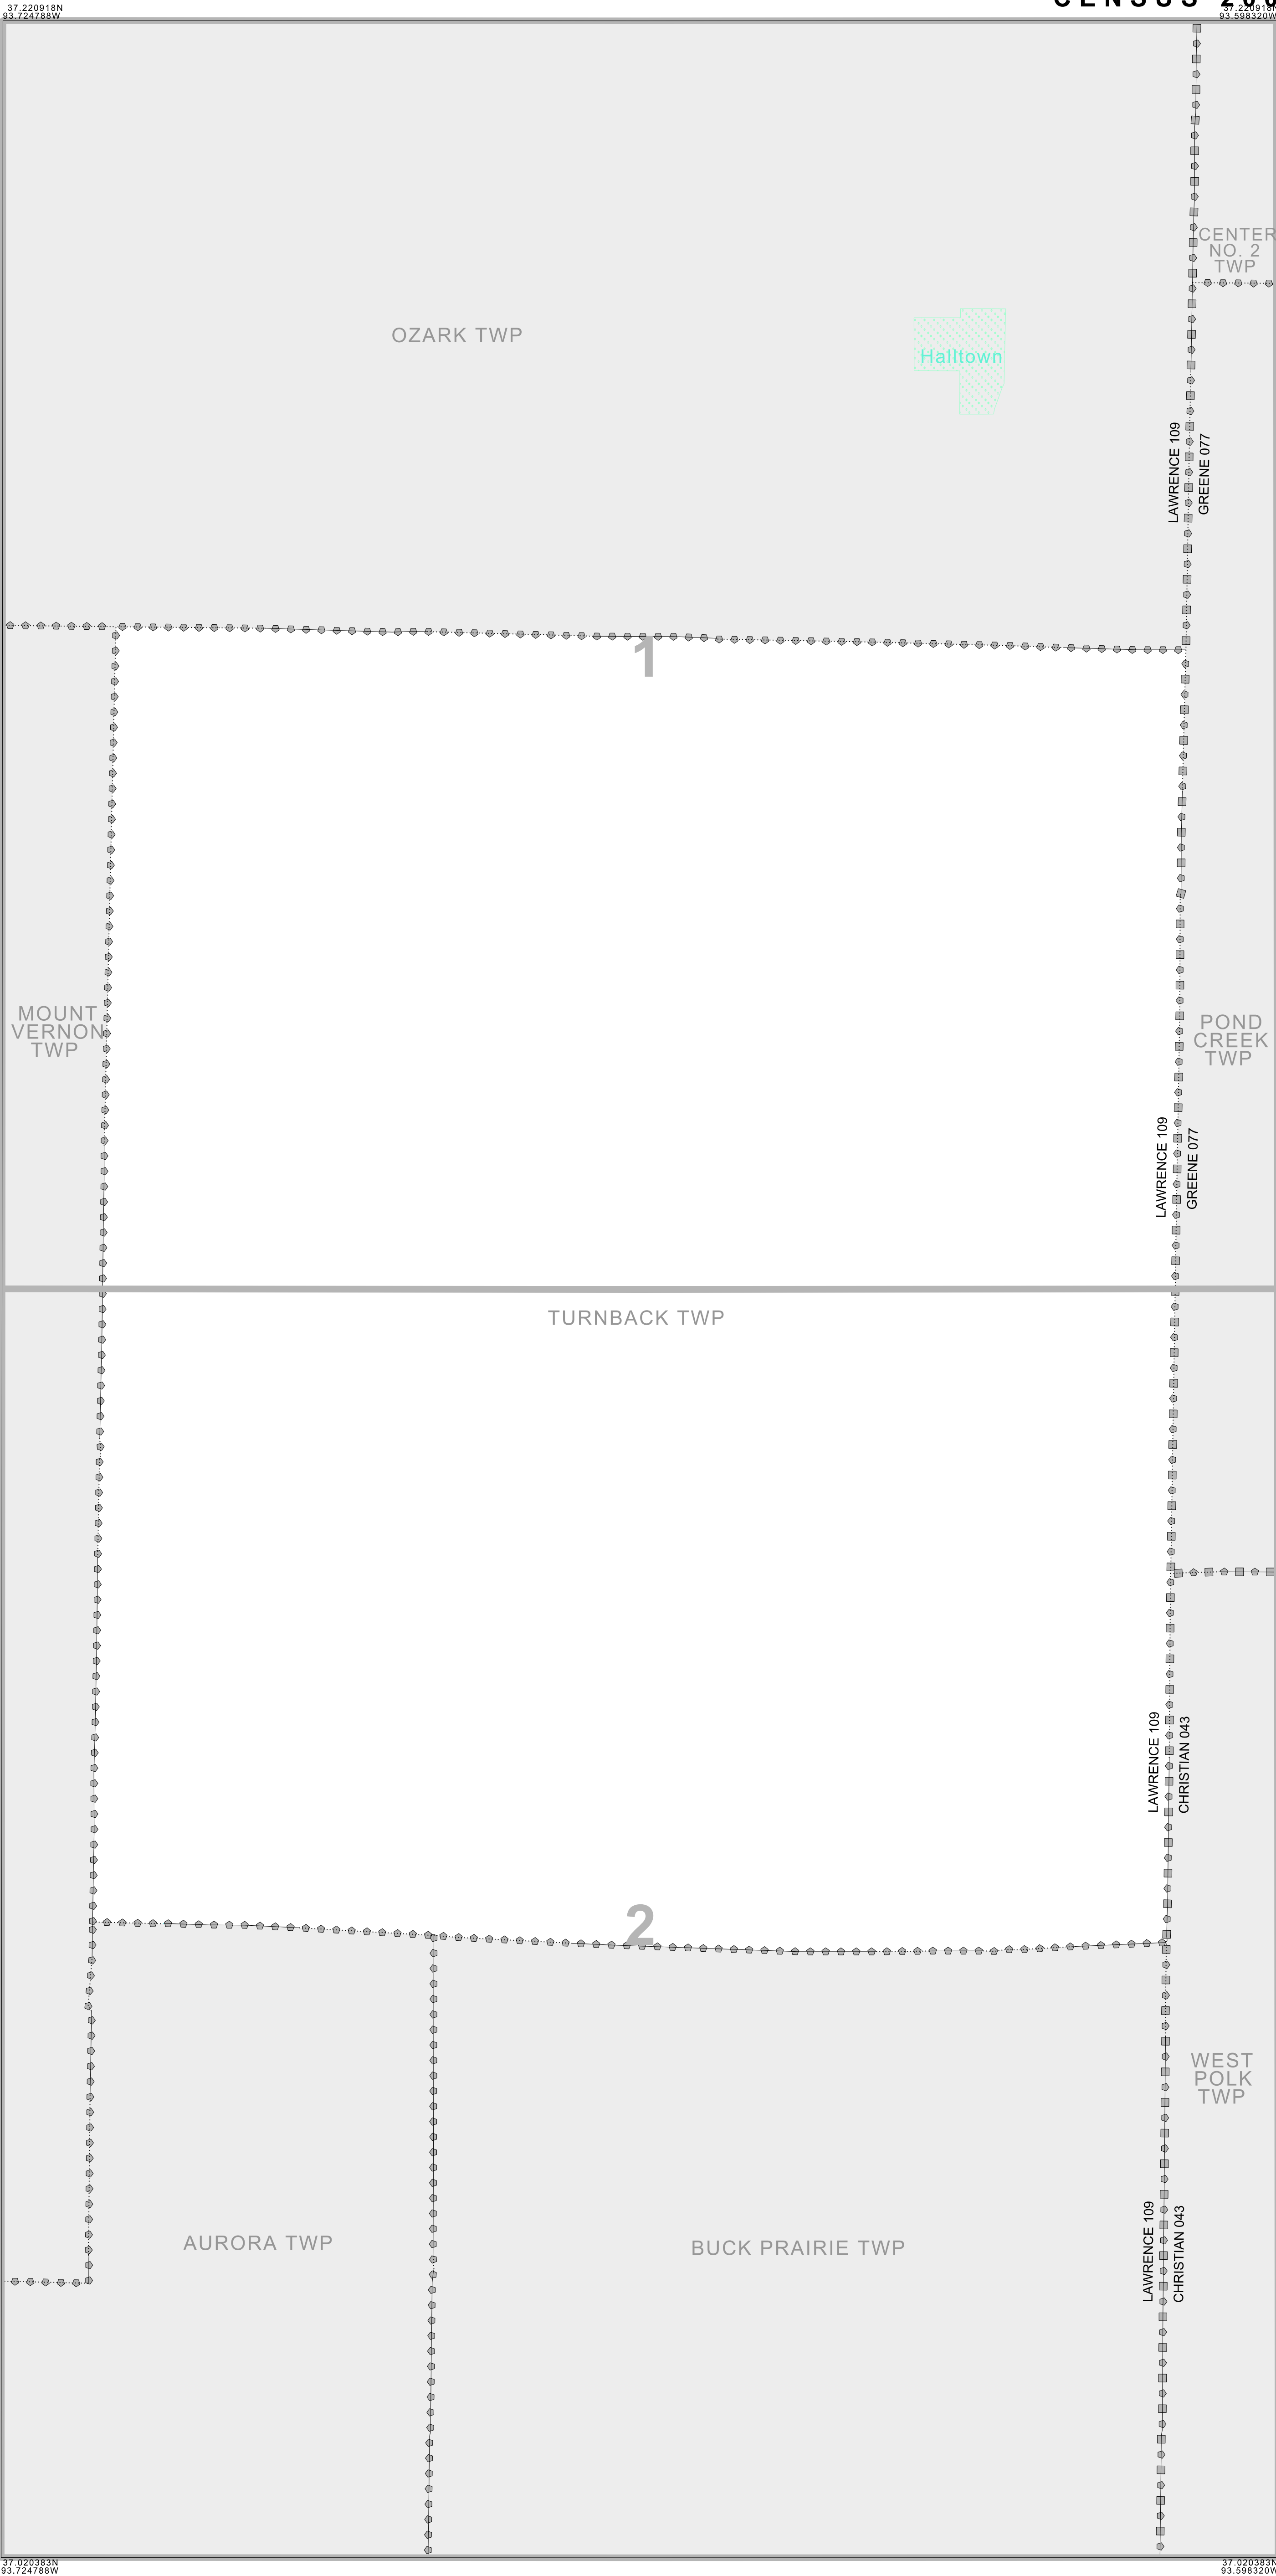 CENSUS 200
37.220918N
93.724788W
37.220918N
93.598320W
CENTER
NO. 2
TWP
OZARK TWP
Halltown
LAWRENCE 109
GREENE 077
1
MOUNT
VERNON
TWP
POND
CREEK
TWP
LAWRENCE 109
GREENE 077
TURNBACK TWP
LAWRENCE 109
CHRISTIAN 043
2
WEST
POLK
TWP
AURORA TWP
BUCK PRAIRIE TWP
LAWRENCE 109
CHRISTIAN 043
37.020383N
93.724788W
37.020383N
93.598320W